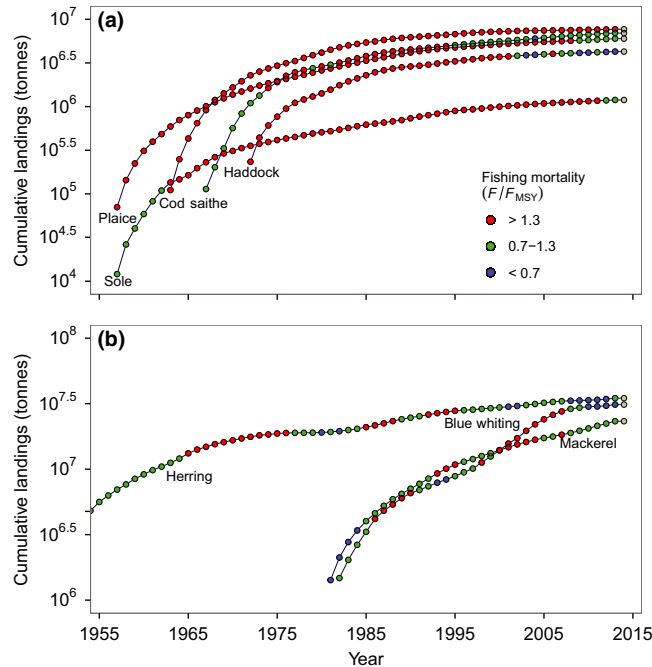 (a)
10^7
10^6.5
10^6
10^5.5
10^5
10^4.5
10^4
Cumulative landings (tonnes)
Plaice
Cod saithe
Haddock
Sole
Fishing mortality
(F/F_MSY)
> 1.3
0.7–1.3
< 0.7
(b)
10^8
10^7.5
10^7
10^6.5
10^6
Cumulative landings (tonnes)
Herring
Blue whiting
Mackerel
1955 1965 1975 1985 1995 2005 2015
Year